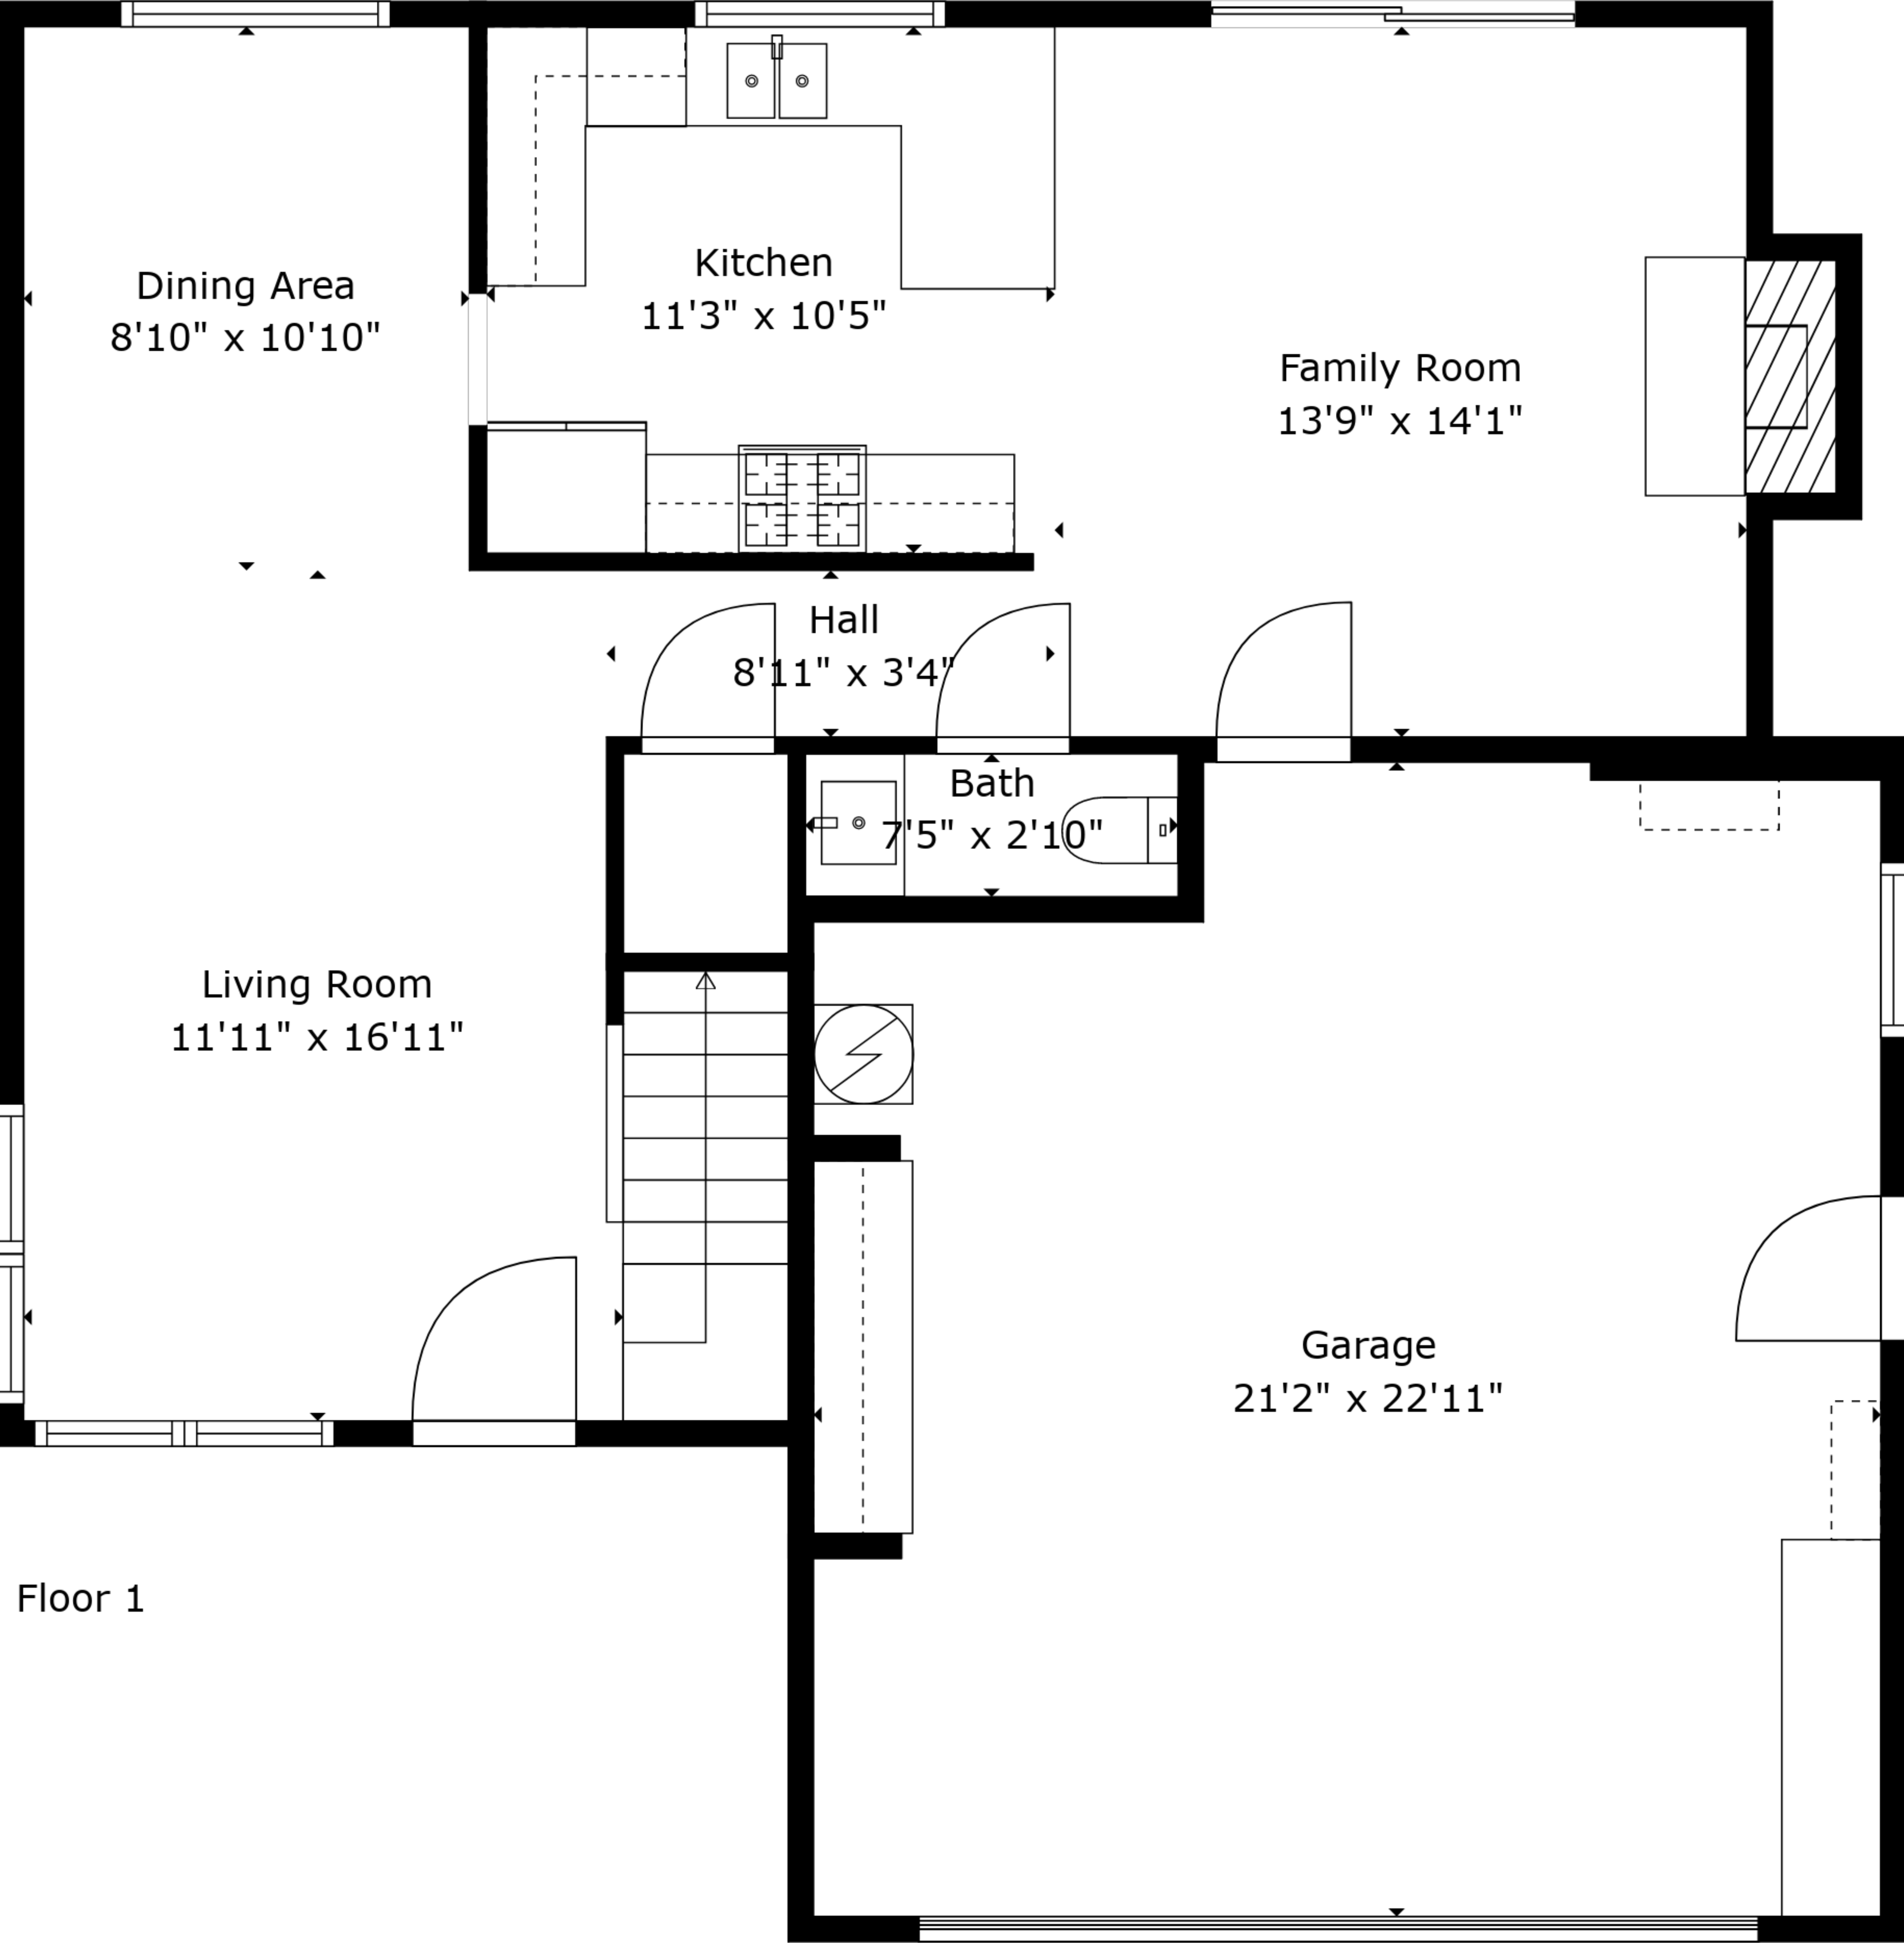 Dining Area
8'10" x 10'10"
Kitchen
11'3" x 10'5"
Family Room
13'9" x 14'1"
Hall
8'11" x 3'4"
Bath
7'5" x 2'10"
Living Room
11'11" x 16'11"
Garage
21'2" x 22'11"
Floor 1